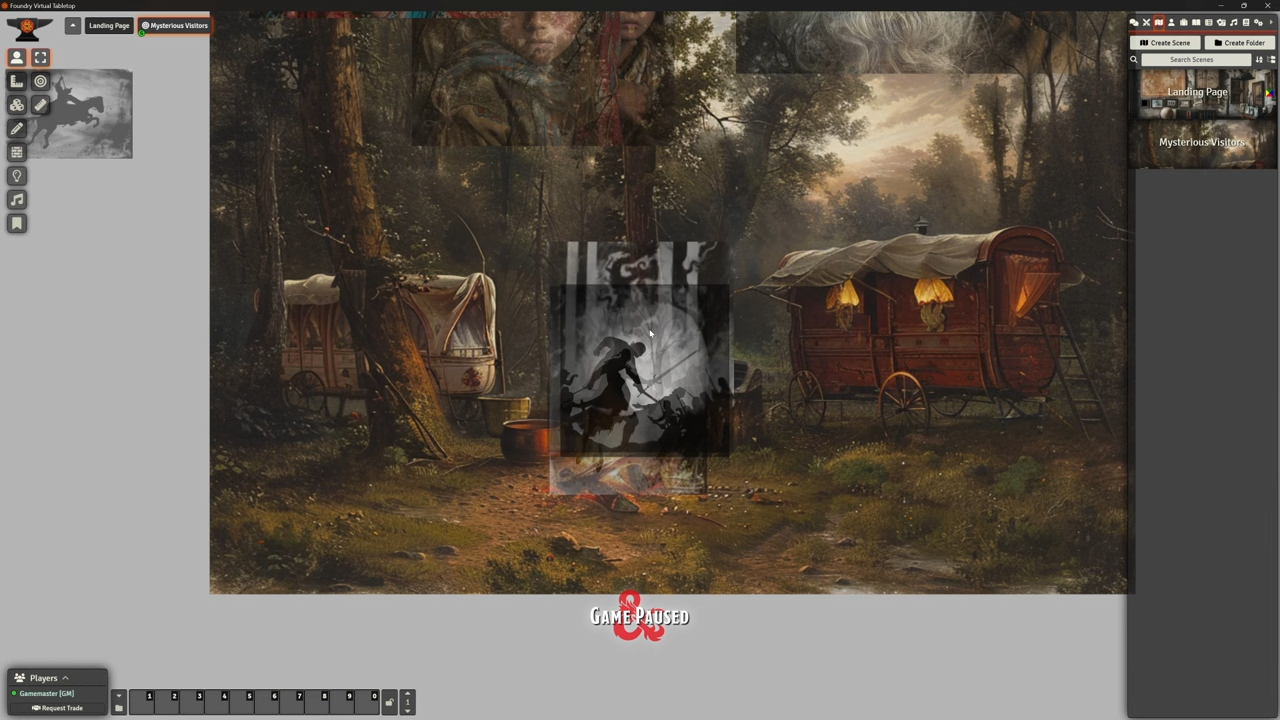 Foundry Virtual Tabletop
Landing Page
Mysterious Visitors
G
Create Scene
Create Folder
Search Scenes
Landing Page
Mysterious Visitors
GAME PAUSED
Players
Gamemaster [GM]
Request Trade
1 2 3 4 5 6 7 8 9 0
1